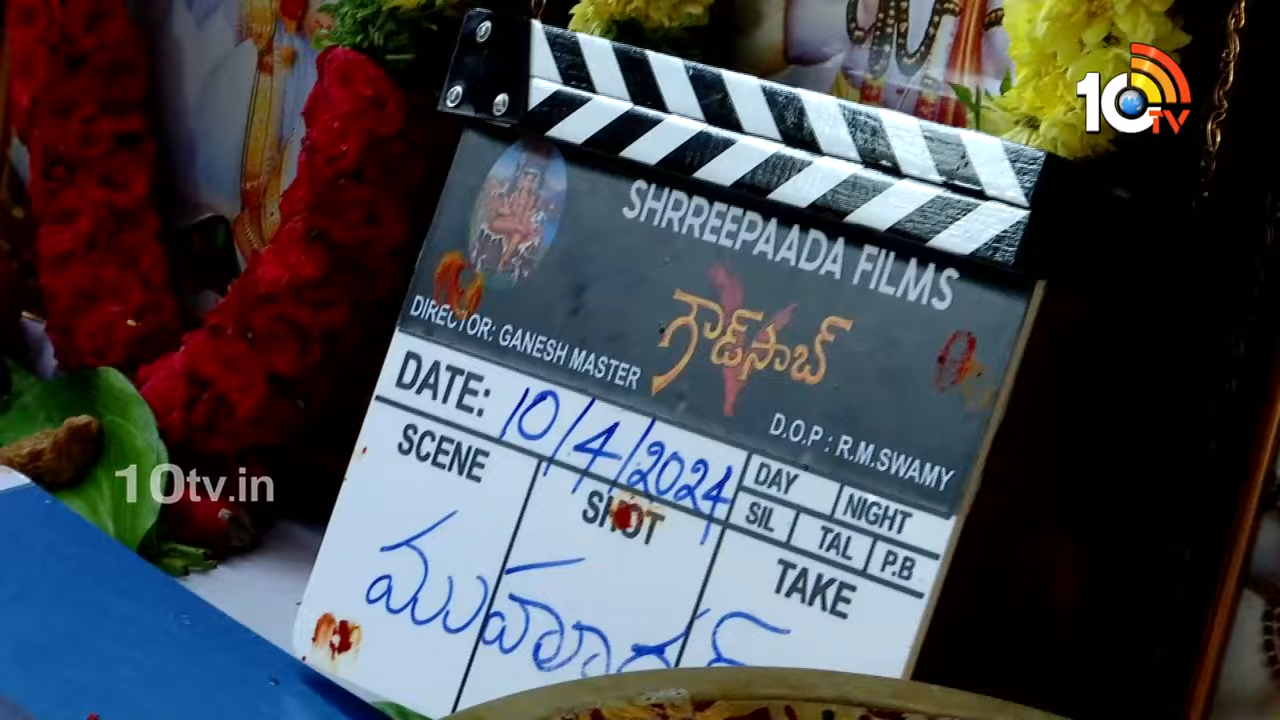 10TV
SHRREEPAADA FILMS
గౌడ్‌సాబ్
DIRECTOR: GANESH MASTER
D.O.P : R.M.SWAMY
DATE: 10/4/2024
DAY NIGHT
SIL TAL P.B
SCENE SHOT TAKE
10tv.in